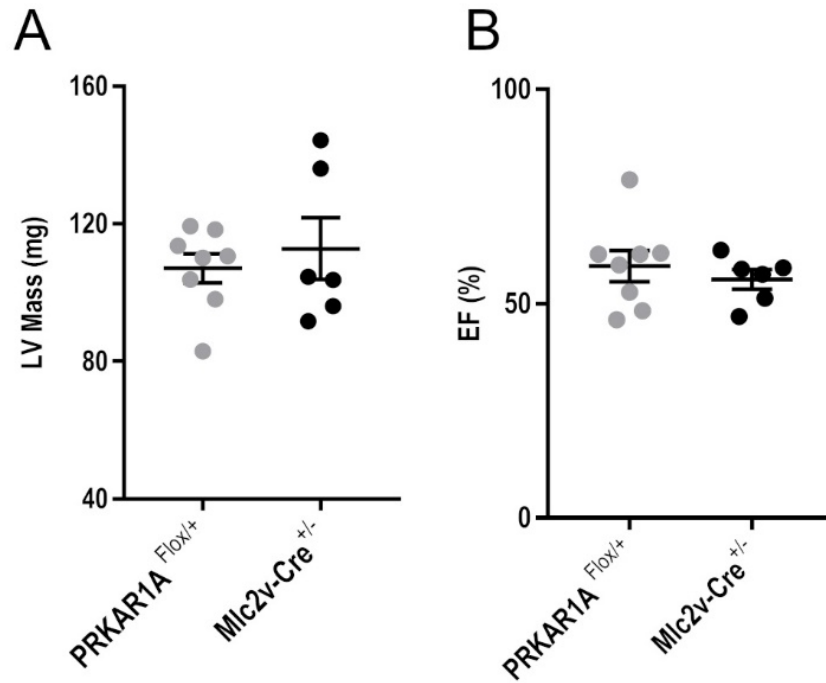 A
160
120
80
40
LV Mass (mg)
PRKAR1A Flox/+
Mlc2v-Cre +/-
B
100
50
0
EF (%)
PRKAR1A Flox/+
Mlc2v-Cre +/-